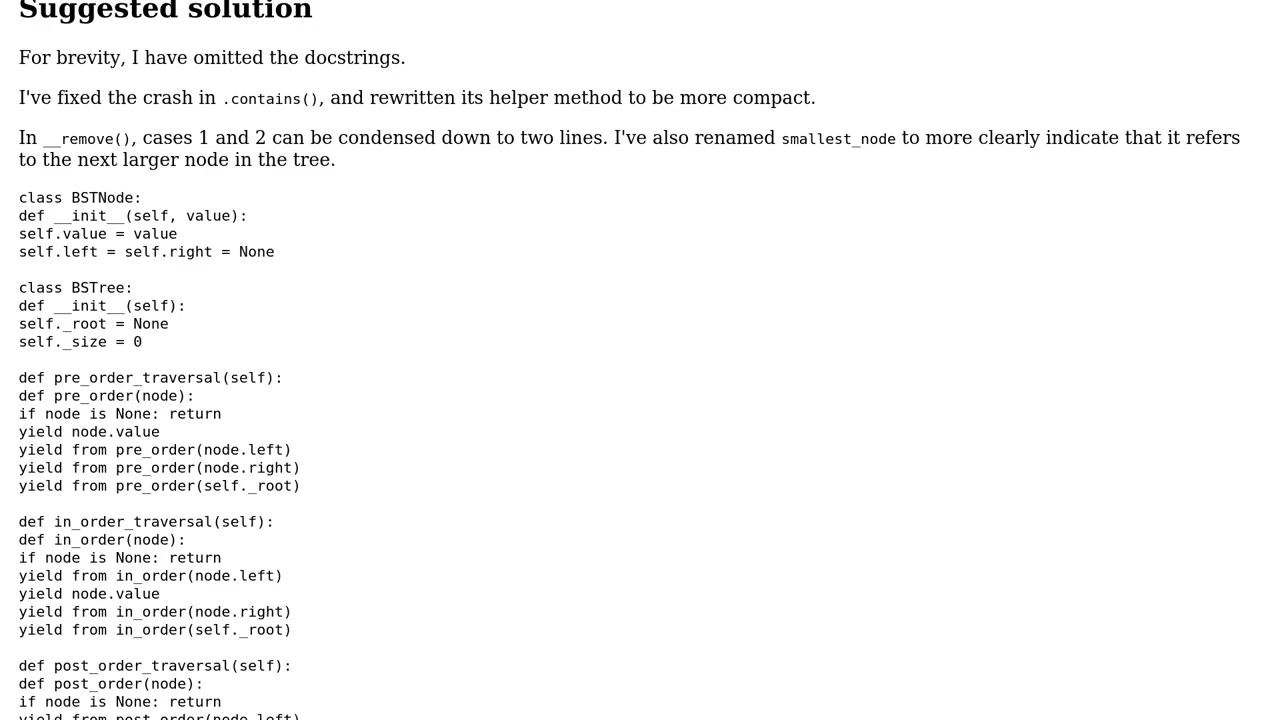 Suggested solution
For brevity, I have omitted the docstrings.
I've fixed the crash in .contains(), and rewritten its helper method to be more compact.
In __remove(), cases 1 and 2 can be condensed down to two lines. I've also renamed smallest_node to more clearly indicate that it refers
to the next larger node in the tree.
class BSTNode:
def __init__(self, value):
self.value = value
self.left = self.right = None
class BSTree:
def __init__(self):
self._root = None
self._size = 0
def pre_order_traversal(self):
def pre_order(node):
if node is None: return
yield node.value
yield from pre_order(node.left)
yield from pre_order(node.right)
yield from pre_order(self._root)
def in_order_traversal(self):
def in_order(node):
if node is None: return
yield from in_order(node.left)
yield node.value
yield from in_order(node.right)
yield from in_order(self._root)
def post_order_traversal(self):
def post_order(node):
if node is None: return
yield from post_order(node.left)